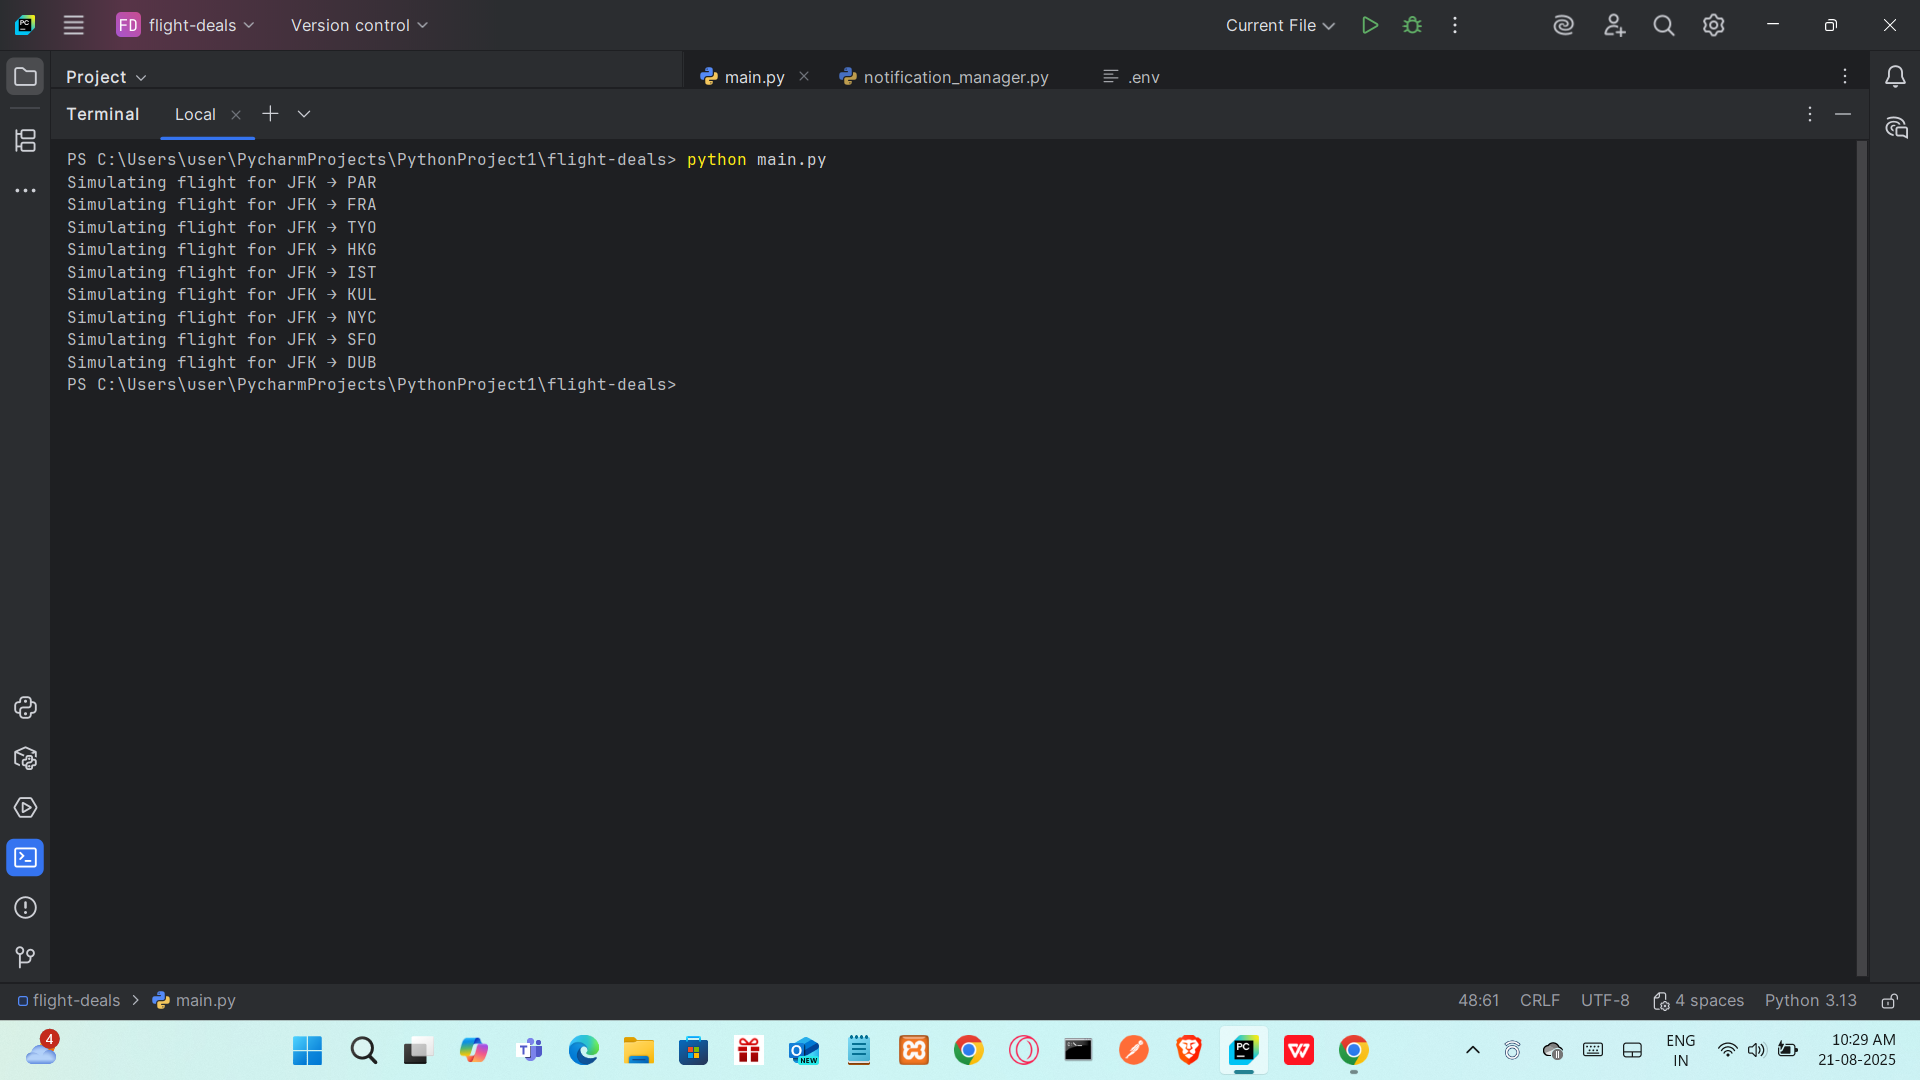 FD flight-deals Version control Current File
Project main.py notification_manager.py .env
Terminal Local
PS C:\Users\user\PycharmProjects\PythonProject1\flight-deals> python main.py
Simulating flight for JFK → PAR
Simulating flight for JFK → FRA
Simulating flight for JFK → TYO
Simulating flight for JFK → HKG
Simulating flight for JFK → IST
Simulating flight for JFK → KUL
Simulating flight for JFK → NYC
Simulating flight for JFK → SFO
Simulating flight for JFK → DUB
PS C:\Users\user\PycharmProjects\PythonProject1\flight-deals>
flight-deals > main.py 48:61 CRLF UTF-8 4 spaces Python 3.13
4 ENG 10:29 AM
IN 21-08-2025